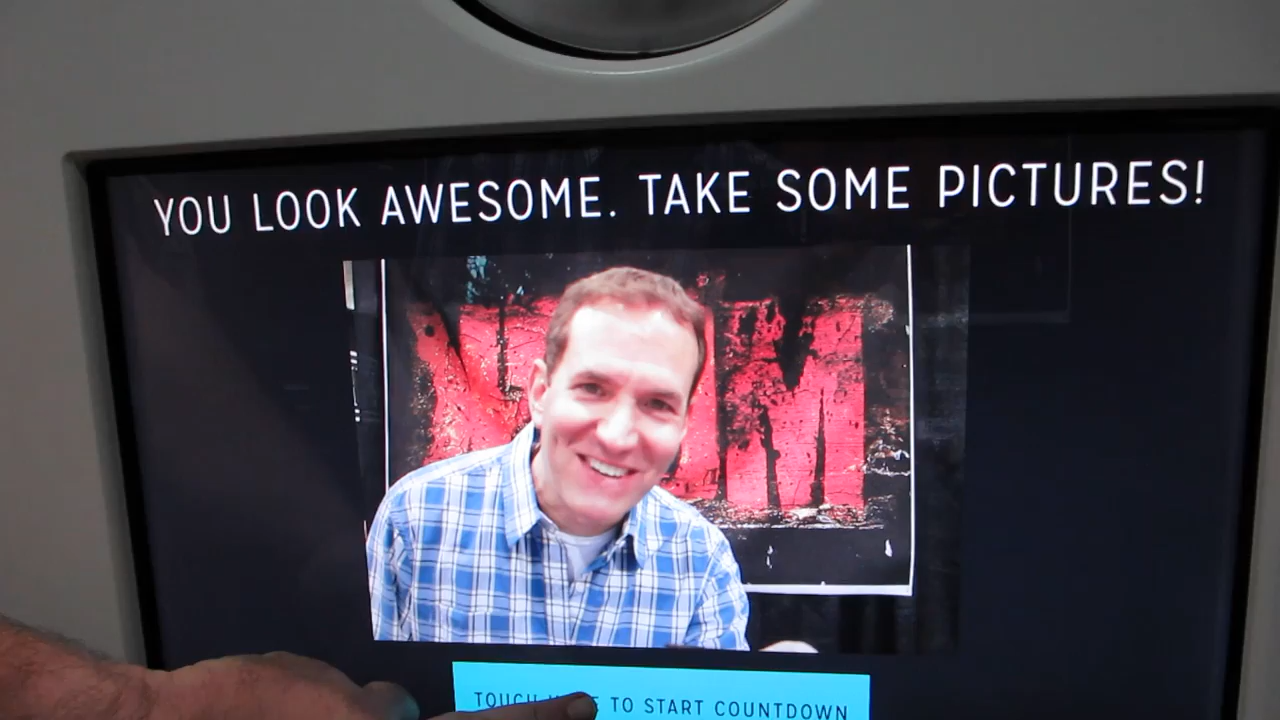 YOU LOOK AWESOME. TAKE SOME PICTURES!
TOUCH TO START COUNTDOWN